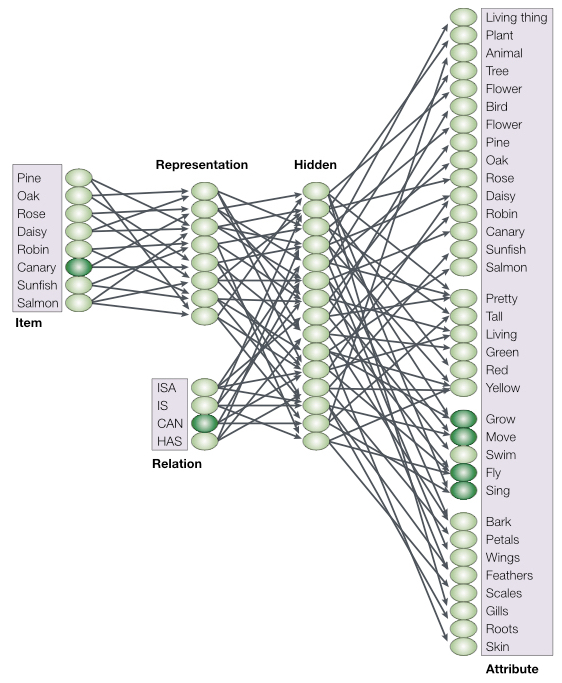 Living thing
Plant
Animal
Tree
Flower
Bird
Flower
Pine
Oak
Rose
Daisy
Robin
Canary
Sunfish
Salmon
Pretty
Tall
Living
Green
Red
Yellow
Grow
Move
Swim
Fly
Sing
Bark
Petals
Wings
Feathers
Scales
Gills
Roots
Skin
Attribute
Representation
Hidden
Pine
Oak
Rose
Daisy
Robin
Canary
Sunfish
Salmon
Item
ISA
IS
CAN
HAS
Relation